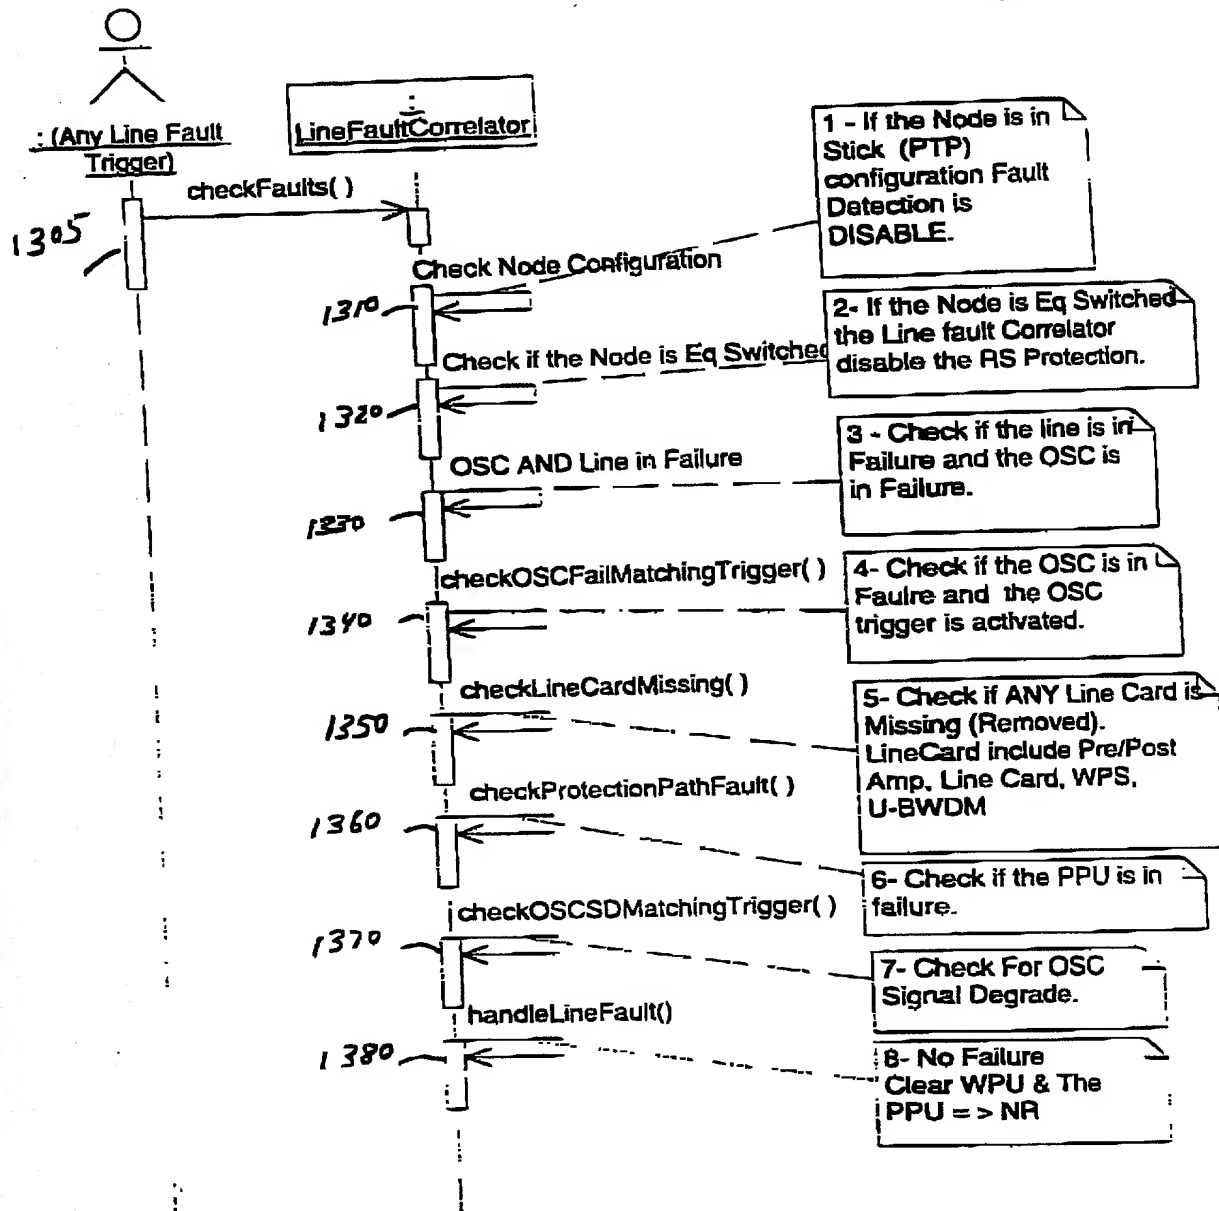 : (Any Line Fault
Trigger)
:
LineFaultCorrelator
checkFaults( )
1305
1 - If the Node is in
Stick (PTP)
configuration Fault
Detection is
DISABLE.
Check Node Configuration
1310
2- If the Node is Eq Switched
the Line fault Correlator
disable the RS Protection.
Check if the Node is Eq Switched
1320
3 - Check if the line is in
Failure and the OSC is
in Failure.
OSC AND Line in Failure
1330
4- Check if the OSC is in
Faulre and the OSC
trigger is activated.
checkOSCFailMatchingTrigger( )
1340
5- Check if ANY Line Card is
Missing (Removed).
LineCard include Pre/Post
Amp, Line Card, WPS,
U-BWDM
checkLineCardMissing( )
1350
checkProtectionPathFault( )
1360
6- Check if the PPU is in
failure.
checkOSCSDMatchingTrigger( )
1370
7- Check For OSC
Signal Degrade.
handleLineFault()
1380
8- No Failure
Clear WPU & The
PPU = > NR